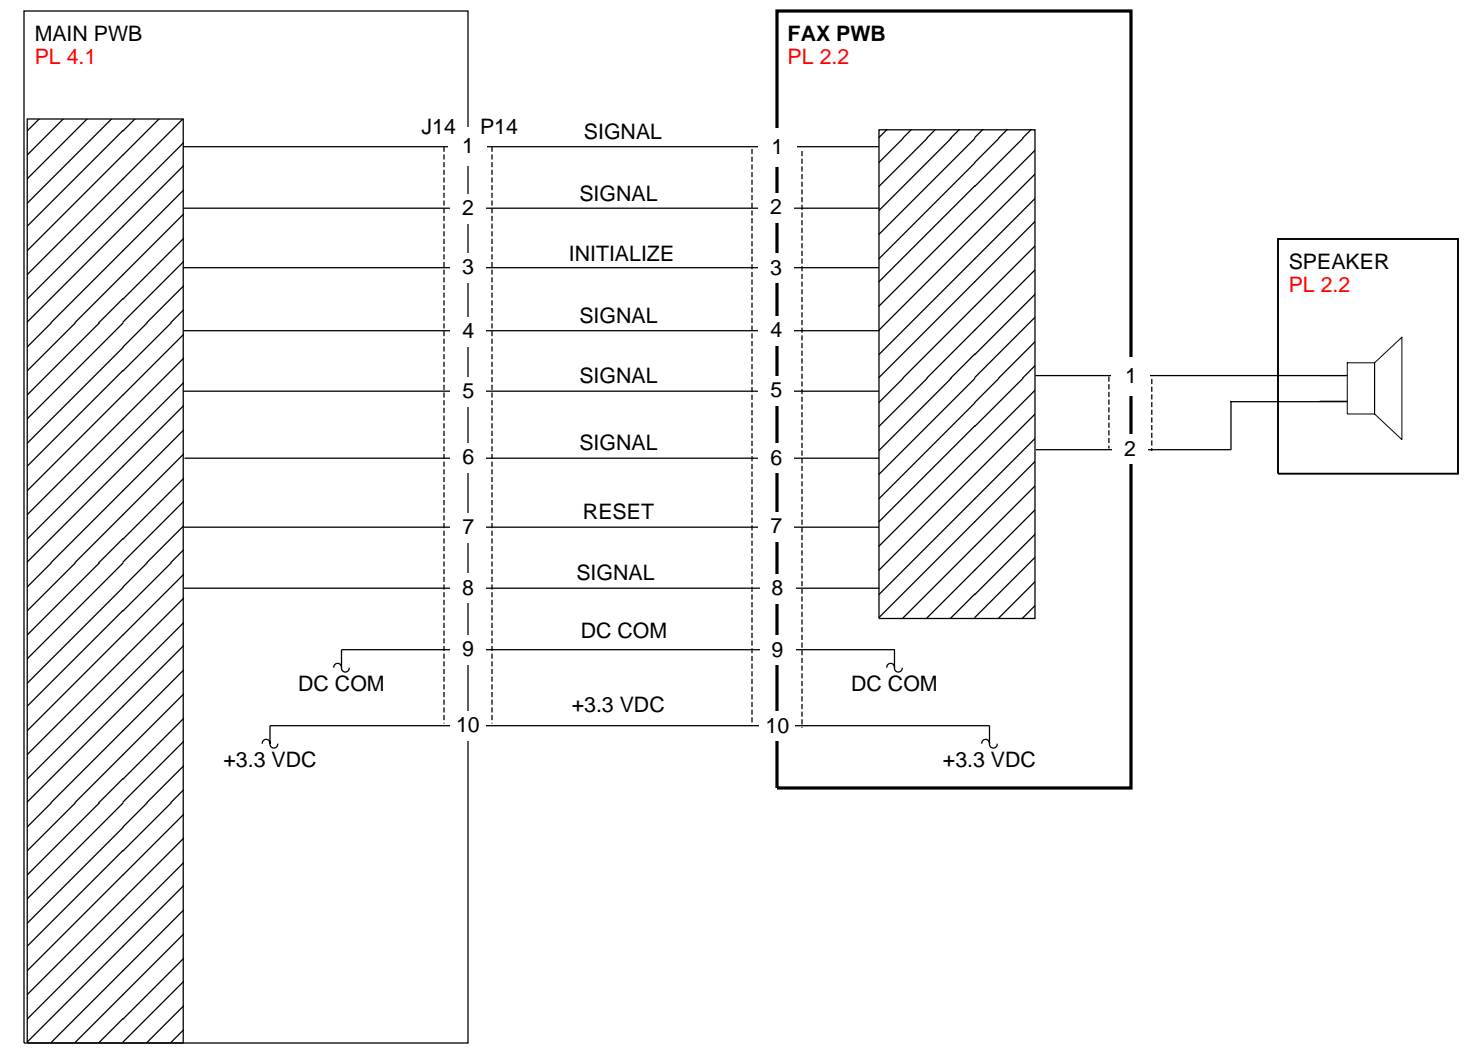 MAIN PWB
PL 4.1
FAX PWB
PL 2.2
J14 P14
1 SIGNAL 1
2 SIGNAL 2
3 INITIALIZE 3
4 SIGNAL 4
5 SIGNAL 5
6 SIGNAL 6
7 RESET 7
8 SIGNAL 8
9 DC COM 9
DC COM DC COM
10 +3.3 VDC 10
+3.3 VDC +3.3 VDC
1
2
SPEAKER
PL 2.2